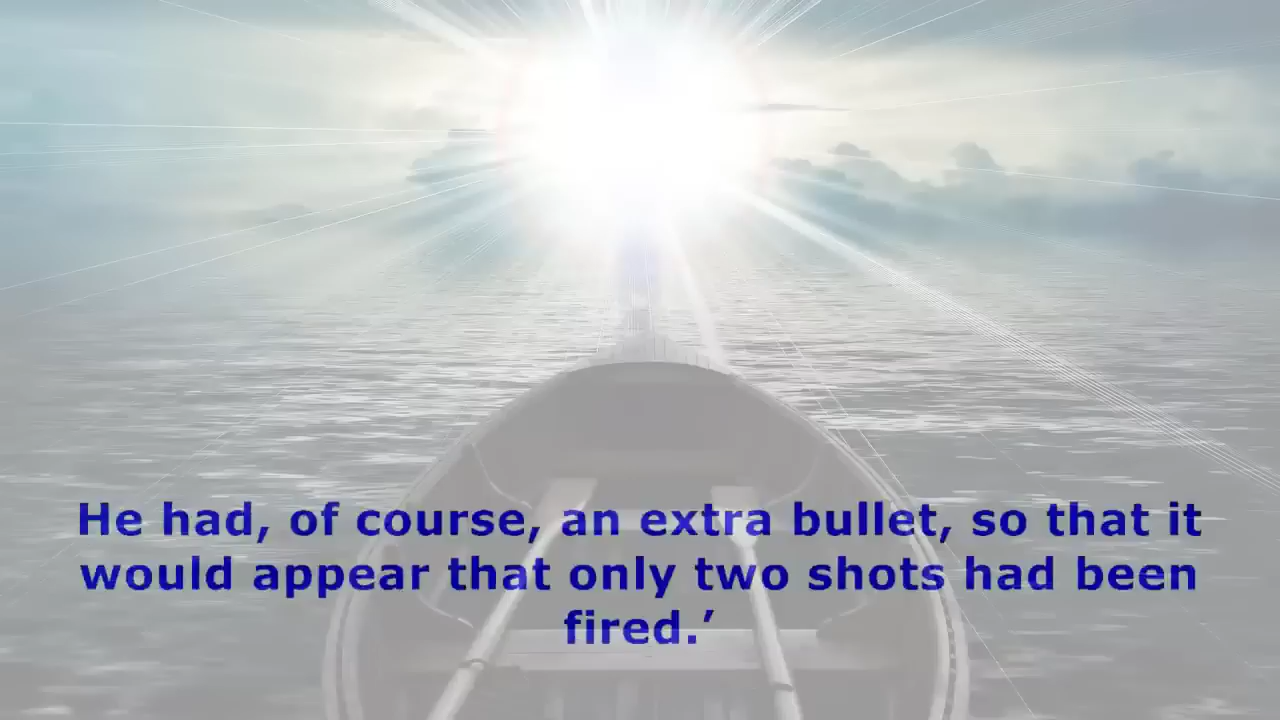 He had, of course, an extra bullet, so that it
would appear that only two shots had been
fired.’